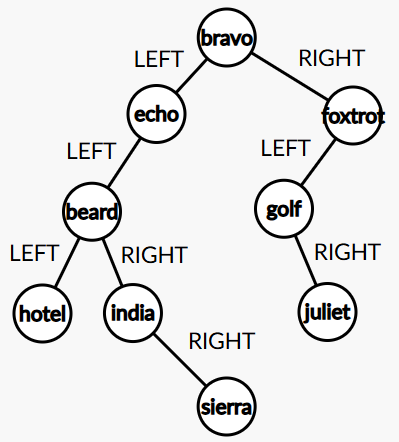 bravo
LEFT RIGHT
echo foxtrot
LEFT LEFT
beard golf
LEFT RIGHT RIGHT
hotel india juliet
RIGHT
sierra